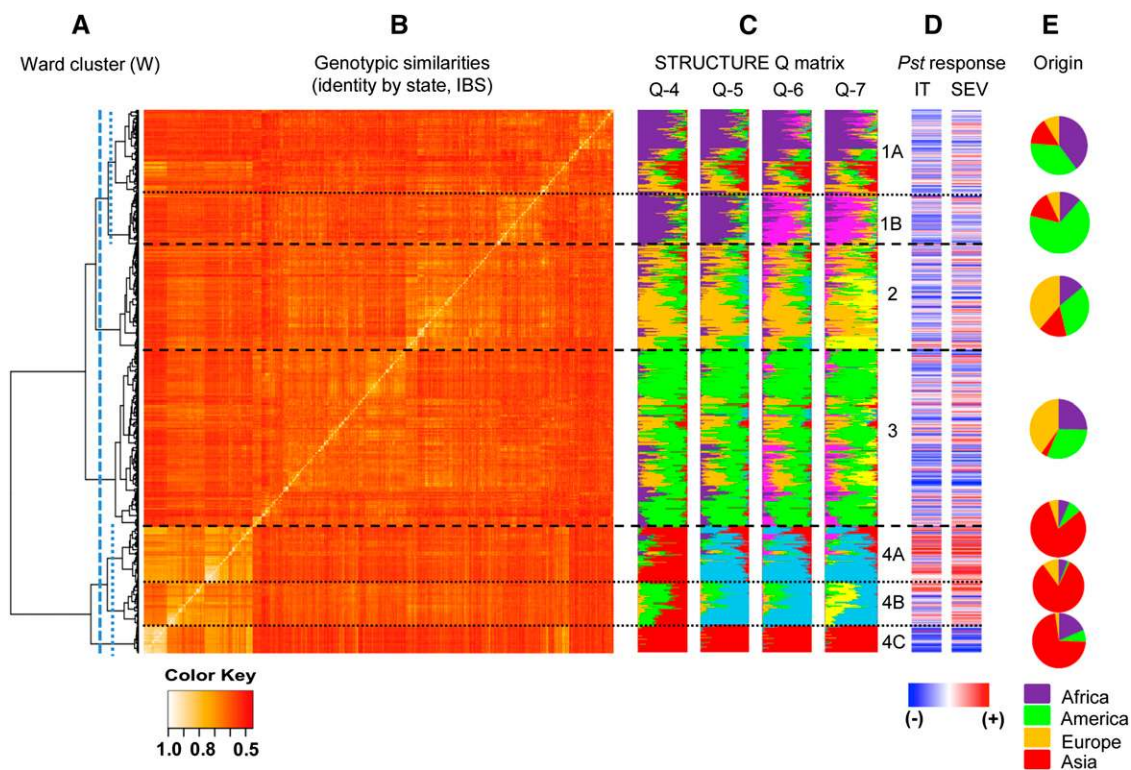 A B C D E
Ward cluster (W) Genotypic similarities STRUCTURE Q matrix Pst response Origin
(identity by state, IBS) Q-4 Q-5 Q-6 Q-7 IT SEV
1A
1B
2
3
4A
4B
4C
Color Key
1.0 0.8 0.5
(-) (+)
Africa
America
Europe
Asia